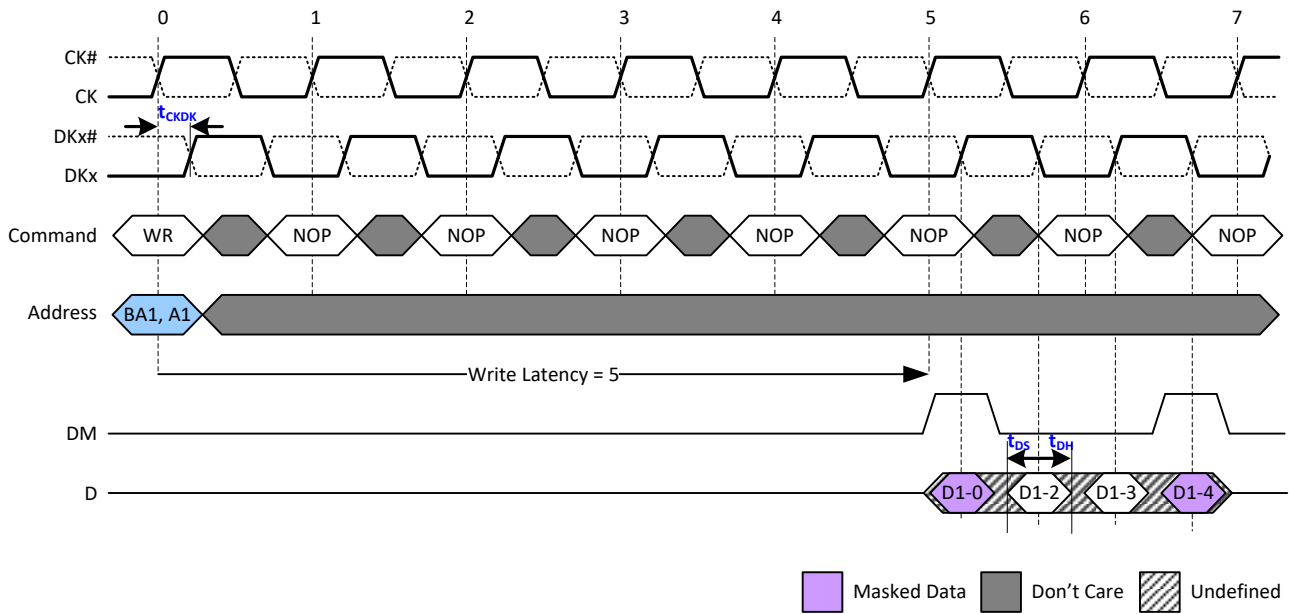 0 1 2 3 4 5 6 7
CK#
CK
tCKDK
DKx#
DKx
Command WR NOP NOP NOP NOP NOP NOP NOP
Address BA1, A1
Write Latency = 5
DM
tDS tDH
D D1-0 D1-2 D1-3 D1-4
Masked Data Don't Care Undefined